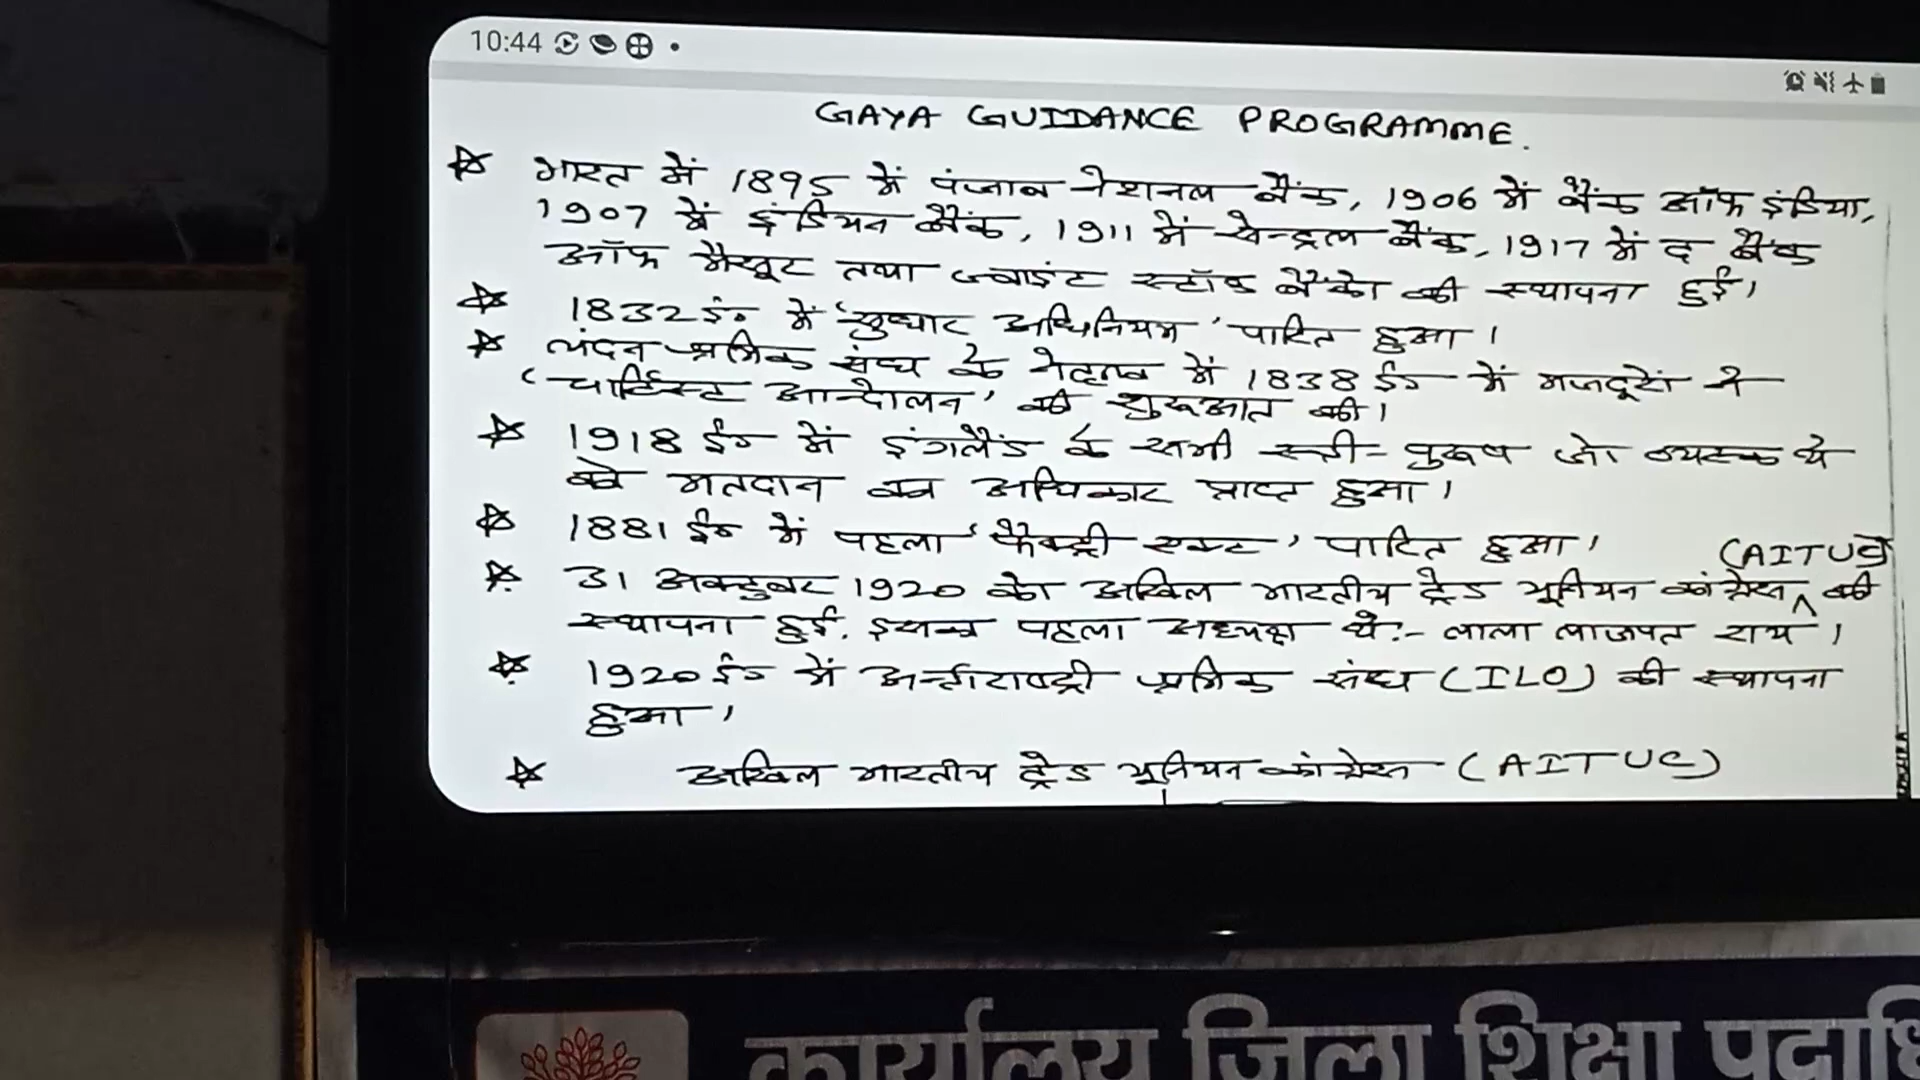 10:44
GAYA GUIDANCE PROGRAMME.
☆ भारत में 1895 में पंजाब नेशनल बैंक, 1906 में बैंक ऑफ इंडिया,
1907 में इंडियन बैंक, 1911 में सेन्ट्रल बैंक, 1917 में द बैंक
ऑफ मैसूर तथा ज्वाइंट स्टॉक बैंको की स्थापना हुई।
☆ 1832 ई० में 'सुधार अधिनियम' पारित हुआ।
☆ लंदन श्रमिक संघ के नेतृत्व में 1838 ई० में मजदूरों ने
'चार्टिस्ट आन्दोलन' की शुरूआत की।
☆ 1918 ई० में इंगलैंड के सभी स्त्री-पुरूष जो व्यस्क थे
को मतदान का अधिकार प्राप्त हुआ।
☆ 1881 ई० में पहला 'फैक्ट्री एक्ट' पारित हुआ।
(AITUC)
☆ 31 अक्टुबर 1920 को अखिल भारतीय ट्रेड यूनियन कांग्रेस ^ की
स्थापना हुई. इसका पहला अध्यक्ष थे:- लाला लाजपत राय।
☆ 1920 ई० में अर्न्तराष्ट्री श्रमिक संघ (ILO) की स्थापना
हुआ।
☆ अखिल भारतीय ट्रेड यूनियन कांग्रेस (AITUC)
कार्यालय जिला शिक्षा पदाधि